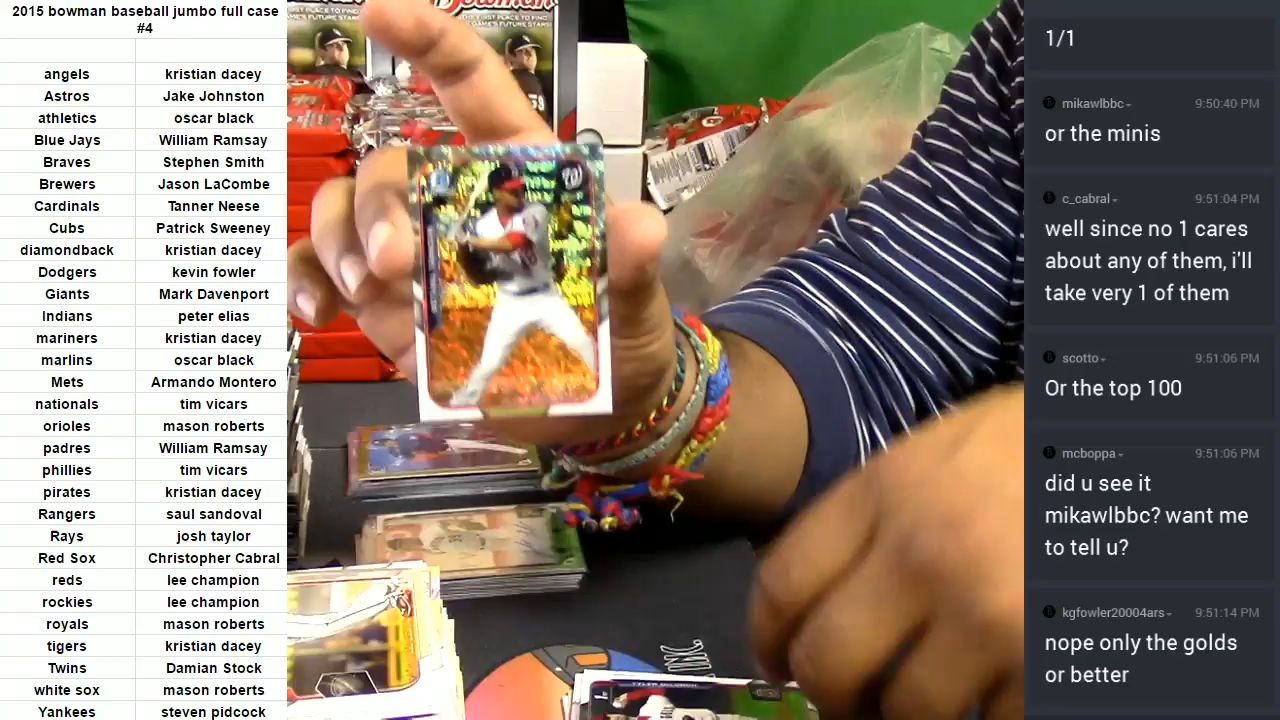 2015 bowman baseball jumbo full case
#4
angels kristian dacey
Astros Jake Johnston
athletics oscar black
Blue Jays William Ramsay
Braves Stephen Smith
Brewers Jason LaCombe
Cardinals Tanner Neese
Cubs Patrick Sweeney
diamondback kristian dacey
Dodgers kevin fowler
Giants Mark Davenport
Indians peter elias
mariners kristian dacey
marlins oscar black
Mets Armando Montero
nationals tim vicars
orioles mason roberts
padres William Ramsay
phillies tim vicars
pirates kristian dacey
Rangers saul sandoval
Rays josh taylor
Red Sox Christopher Cabral
reds lee champion
rockies lee champion
royals mason roberts
tigers kristian dacey
Twins Damian Stock
white sox mason roberts
Yankees steven pidcock
Bowman
GAME'S FUTURE STARS!
W
INC
1/1
mikawlbbc 9:50:40 PM
or the minis
c_cabral 9:51:04 PM
well since no 1 cares
about any of them, i'll
take very 1 of them
scotto 9:51:06 PM
Or the top 100
mcboppa 9:51:06 PM
did u see it
mikawlbbc? want me
to tell u?
kgfowler20004ars 9:51:14 PM
nope only the golds
or better